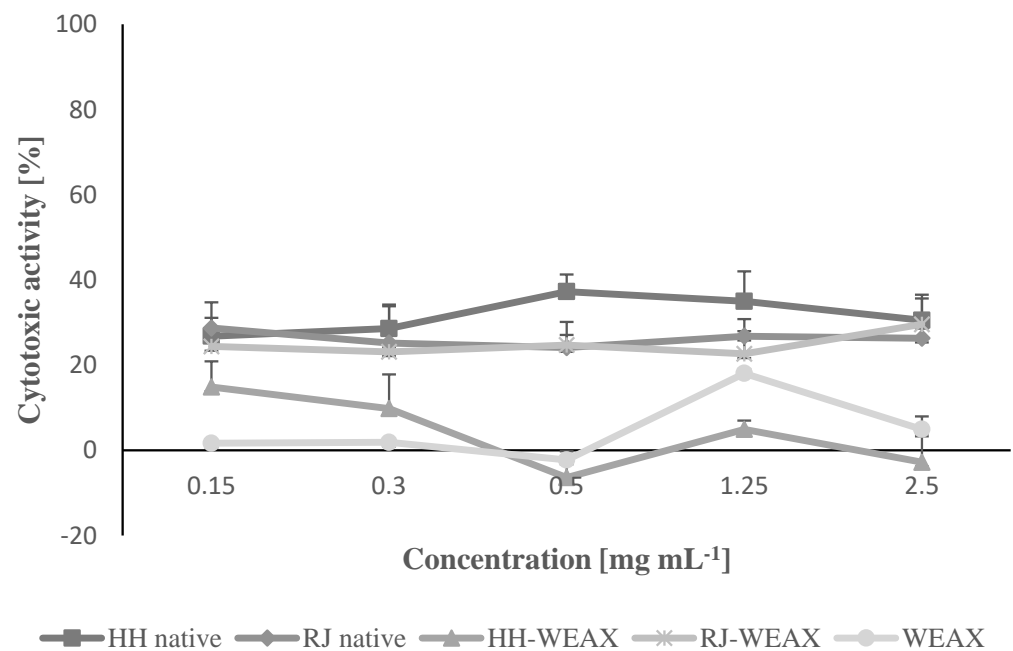 100
80
60
40
20
0
-20
Cytotoxic activity [%]
0.15 0.3 0.5 1.25 2.5
Concentration [mg mL⁻¹]
HH native RJ native HH-WEAX RJ-WEAX WEAX